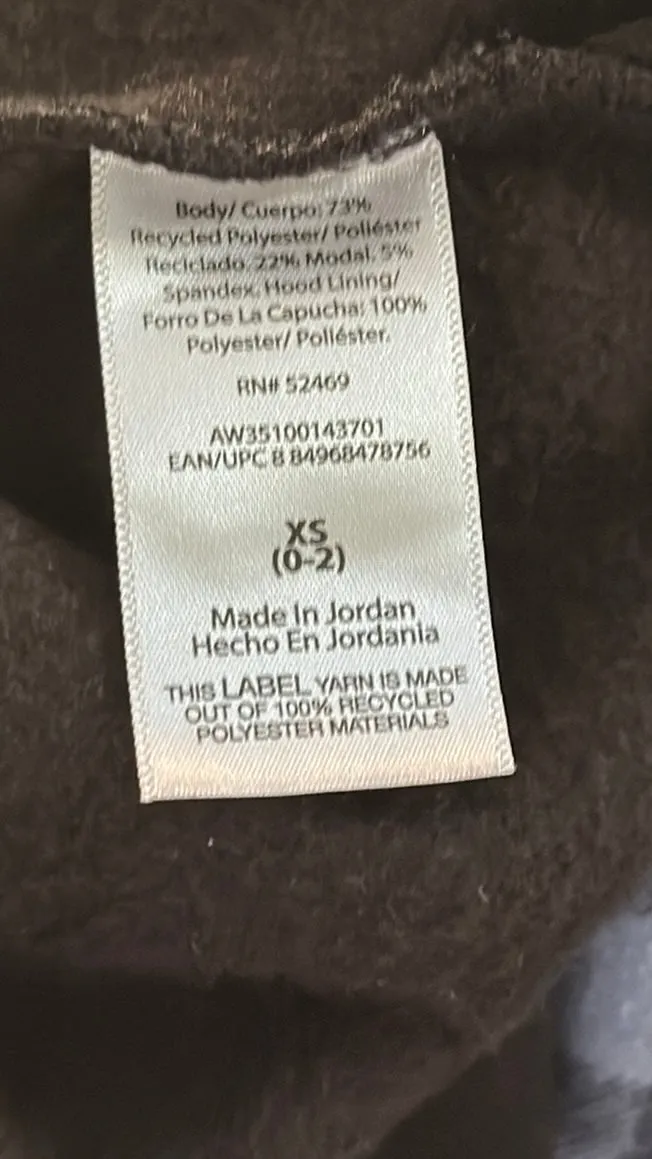 Body/ Cuerpo: 73%
Recycled Polyester/ Poliéster
Reciclado. 22% Modal. 5%
Spandex. Hood Lining/
Forro De La Capucha: 100%
Polyester/ Poliéster.
RN# 52469
AW35100143701
EAN/UPC 8 84968478756
XS
(0-2)
Made In Jordan
Hecho En Jordania
THIS LABEL YARN IS MADE
OUT OF 100% RECYCLED
POLYESTER MATERIALS